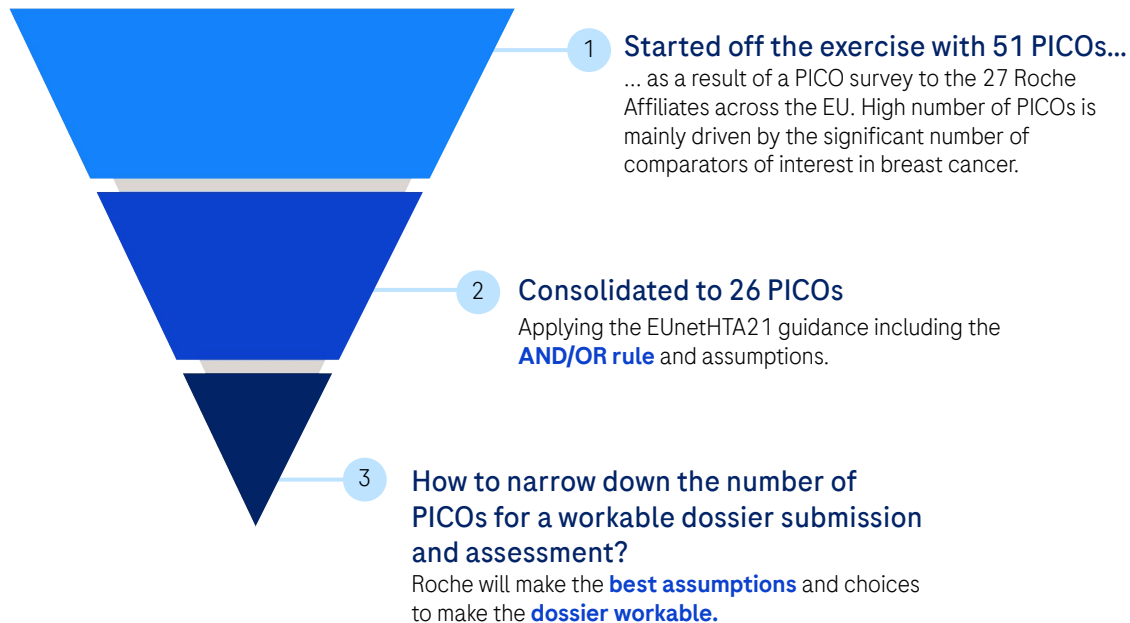 1
Started off the exercise with 51 PICOs...
... as a result of a PICO survey to the 27 Roche
Affiliates across the EU. High number of PICOs is
mainly driven by the significant number of
comparators of interest in breast cancer.
2
Consolidated to 26 PICOs
Applying the EUnetHTA21 guidance including the
AND/OR rule and assumptions.
3
How to narrow down the number of
PICOs for a workable dossier submission
and assessment?
Roche will make the best assumptions and choices
to make the dossier workable.